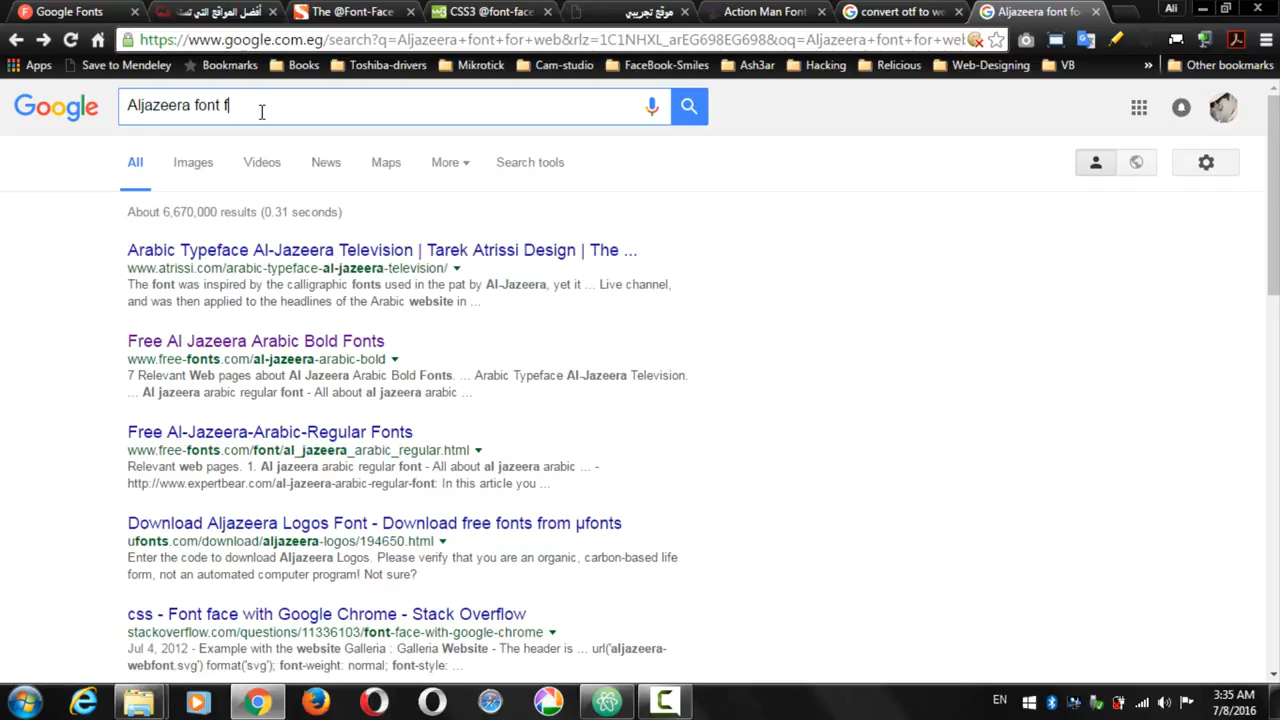 Google Fonts
أفضل المواقع التي تسته
The @Font-Face
CSS3 @font-face
موقع تجريبي
Action Man Font
convert otf to we
Aljazeera font fo
Ali
https://www.google.com.eg/search?q=Aljazeera+font+for+web&rlz=1C1NHXL_arEG698EG698&oq=Aljazeera+font+for+web
Apps
Save to Mendeley
Bookmarks
Books
Toshiba-drivers
Mikrotick
Cam-studio
FaceBook-Smiles
Ash3ar
Hacking
Relicious
Web-Designing
VB
»
Other bookmarks
Google
Aljazeera font f
All
Images
Videos
News
Maps
More
Search tools
About 6,670,000 results (0.31 seconds)
Arabic Typeface Al-Jazeera Television | Tarek Atrissi Design | The ...
www.atrissi.com/arabic-typeface-al-jazeera-television/
The font was inspired by the calligraphic fonts used in the pat by Al-Jazeera, yet it ... Live channel,
and was then applied to the headlines of the Arabic website in ...
Free Al Jazeera Arabic Bold Fonts
www.free-fonts.com/al-jazeera-arabic-bold
7 Relevant Web pages about Al Jazeera Arabic Bold Fonts. ... Arabic Typeface Al-Jazeera Television.
... Al jazeera arabic regular font - All about al jazeera arabic ...
Free Al-Jazeera-Arabic-Regular Fonts
www.free-fonts.com/font/al_jazeera_arabic_regular.html
Relevant web pages. 1. Al jazeera arabic regular font - All about al jazeera arabic ... -
http://www.expertbear.com/al-jazeera-arabic-regular-font: In this article you ...
Download Aljazeera Logos Font - Download free fonts from µfonts
ufonts.com/download/aljazeera-logos/194650.html
Enter the code to download Aljazeera Logos. Please verify that you are an organic, carbon-based life
form, not an automated computer program! Not sure?
css - Font face with Google Chrome - Stack Overflow
stackoverflow.com/questions/11336103/font-face-with-google-chrome
Jul 4, 2012 - Example with the website Galleria : Galleria Website - The header is ... url('aljazeera-
webfont.svg') format('svg'); font-weight: normal; font-style: ...
EN
3:35 AM
7/8/2016